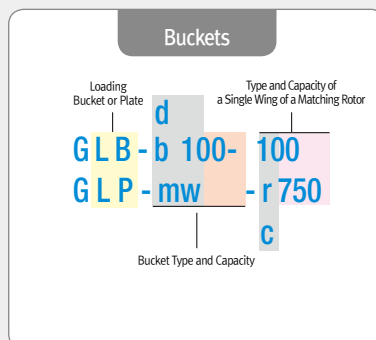 Buckets
Loading
Bucket or Plate
Type and Capacity of
a Single Wing of a Matching Rotor
d
GLB-b 100- 100
GLP-mw -r750
c
Bucket Type and Capacity